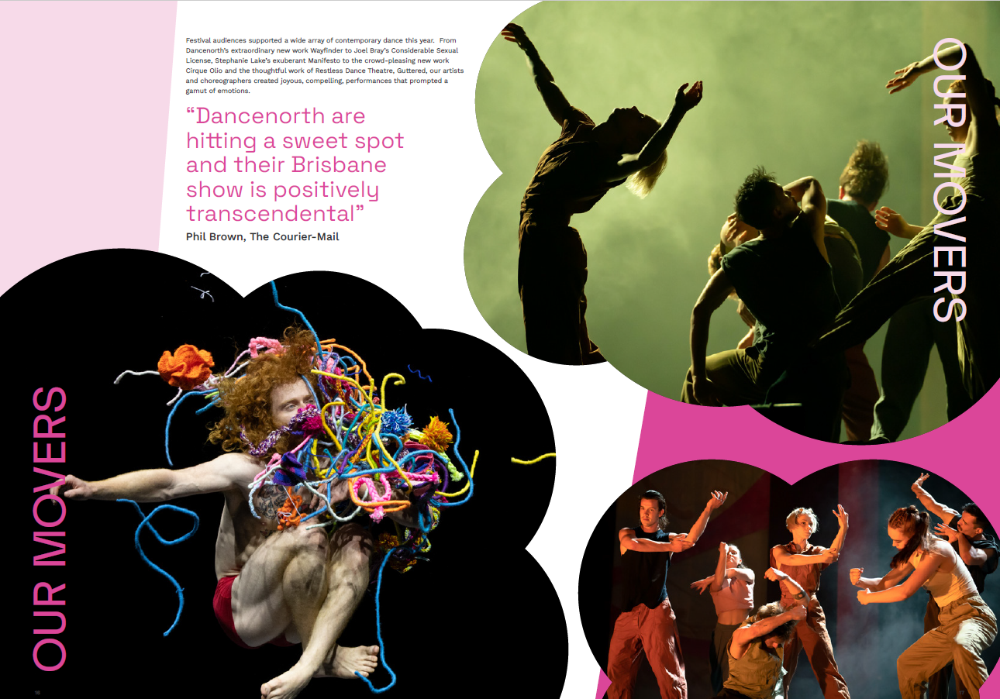 Festival audiences supported a wide array of contemporary dance this year.  From
Dancenorth's extraordinary new work Wayfinder to Joel Bray's Considerable Sexual
License, Stephanie Lake's exuberant Manifesto to the crowd-pleasing new work
Cirque Olio and the thoughtful work of Restless Dance Theatre, Guttered, our artists
and choreographers created joyous, compelling, performances that prompted a
gamut of emotions.
“Dancenorth are
hitting a sweet spot
and their Brisbane
show is positively
transcendental”
Phil Brown, The Courier-Mail
OUR MOVERS
OUR MOVERS
16
17